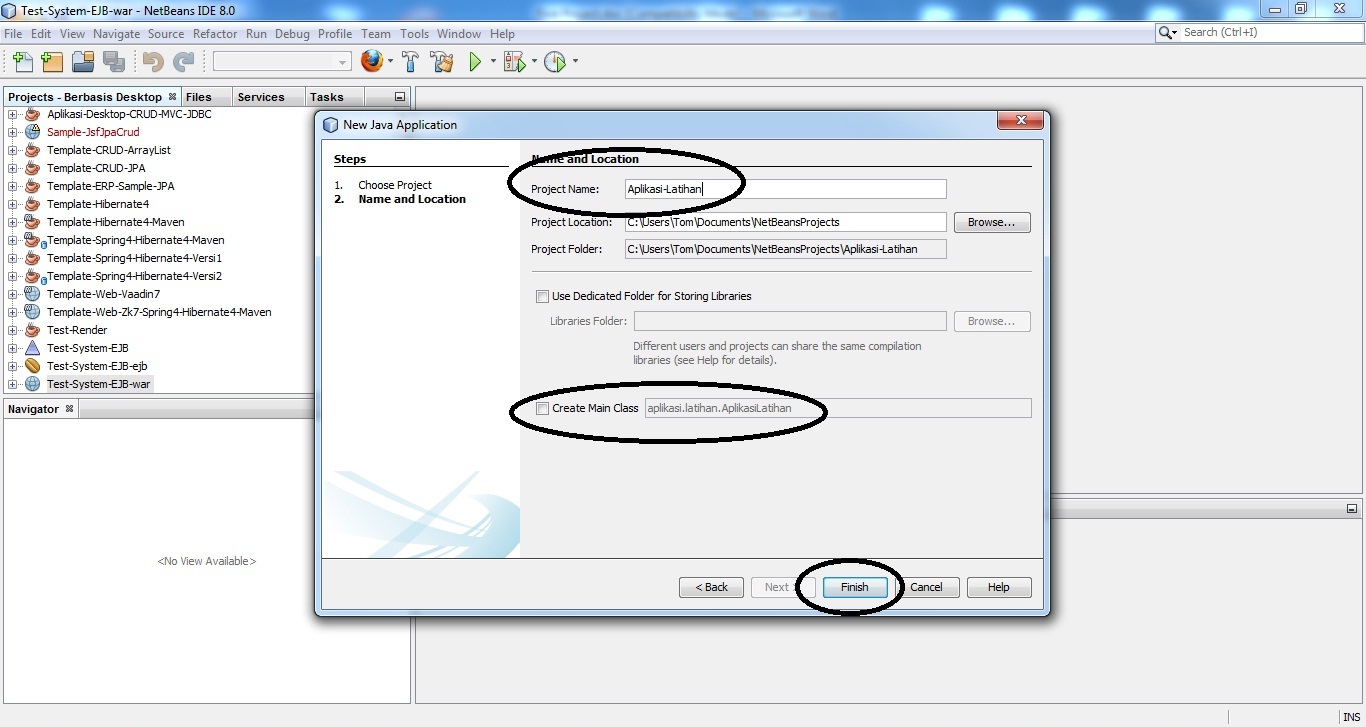 Test-System-EJB-war - NetBeans IDE 8.0
File Edit View Navigate Source Refactor Run Debug Profile Team Tools Window Help
Search (Ctrl+I)
Projects - Berbasis Desktop Files Services Tasks
Aplikasi-Desktop-CRUD-MVC-JDBC
Sample-JsfJpaCrud
Template-CRUD-ArrayList
Template-CRUD-JPA
Template-ERP-Sample-JPA
Template-Hibernate4
Template-Hibernate4-Maven
Template-Spring4-Hibernate4-Maven
Template-Spring4-Hibernate4-Versi1
Template-Spring4-Hibernate4-Versi2
Template-Web-Vaadin7
Template-Web-Zk7-Spring4-Hibernate4-Maven
Test-Render
Test-System-EJB
Test-System-EJB-ejb
Test-System-EJB-war
Navigator
<No View Available>
New Java Application
Steps
1. Choose Project
2. Name and Location
Name and Location
Project Name: Aplikasi-Latihan
Project Location: C:\Users\Tom\Documents\NetBeansProjects
Browse...
Project Folder: C:\Users\Tom\Documents\NetBeansProjects\Aplikasi-Latihan
Use Dedicated Folder for Storing Libraries
Libraries Folder:
Browse...
Different users and projects can share the same compilation
libraries (see Help for details).
Create Main Class aplikasi.latihan.AplikasiLatihan
< Back Next Finish Cancel Help
INS